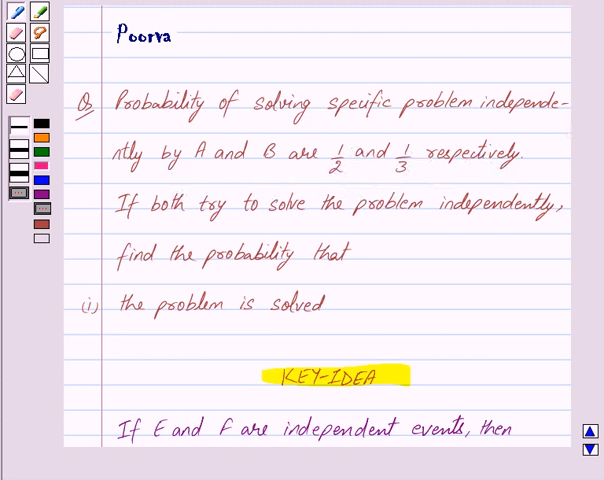 Poorva
Q Probability of solving specific problem independe-
ntly by A and B are 1/2 and 1/3 respectively.
If both try to solve the problem independently,
find the probability that
(i) the problem is solved
KEY-IDEA
If E and F are independent events, then